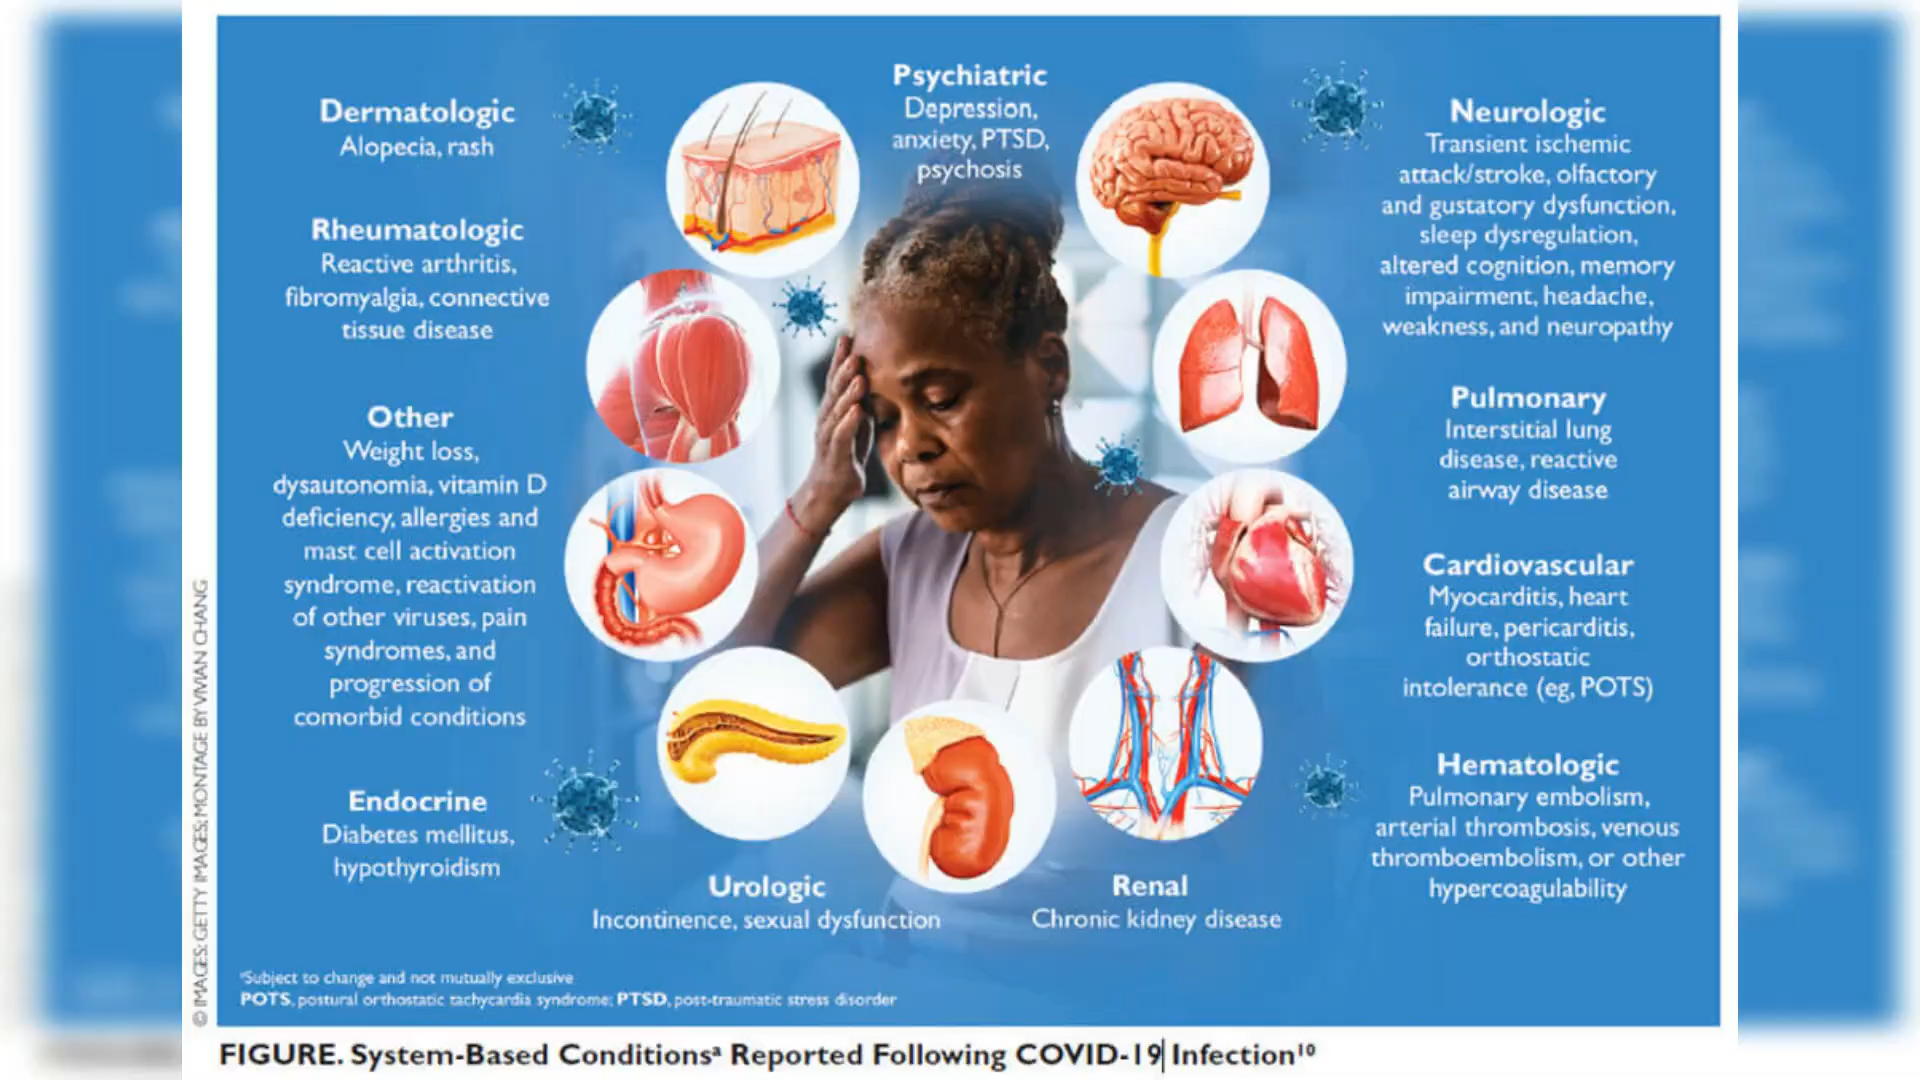 Psychiatric
Depression,
anxiety, PTSD,
psychosis
Dermatologic
Alopecia, rash
Rheumatologic
Reactive arthritis,
fibromyalgia, connective
tissue disease
Other
Weight loss,
dysautonomia, vitamin D
deficiency, allergies and
mast cell activation
syndrome, reactivation
of other viruses, pain
syndromes, and
progression of
comorbid conditions
Endocrine
Diabetes mellitus,
hypothyroidism
Urologic
Incontinence, sexual dysfunction
Renal
Chronic kidney disease
Neurologic
Transient ischemic
attack/stroke, olfactory
and gustatory dysfunction,
sleep dysregulation,
altered cognition, memory
impairment, headache,
weakness, and neuropathy
Pulmonary
Interstitial lung
disease, reactive
airway disease
Cardiovascular
Myocarditis, heart
failure, pericarditis,
orthostatic
intolerance (eg, POTS)
Hematologic
Pulmonary embolism,
arterial thrombosis, venous
thromboembolism, or other
hypercoagulability
ᵃSubject to change and not mutually exclusive
POTS, postural orthostatic tachycardia syndrome; PTSD, post-traumatic stress disorder
© IMAGES: GETTY IMAGES; MONTAGE BY VIVIAN CHANG
FIGURE. System-Based Conditionsᵃ Reported Following COVID-19 Infection¹⁰